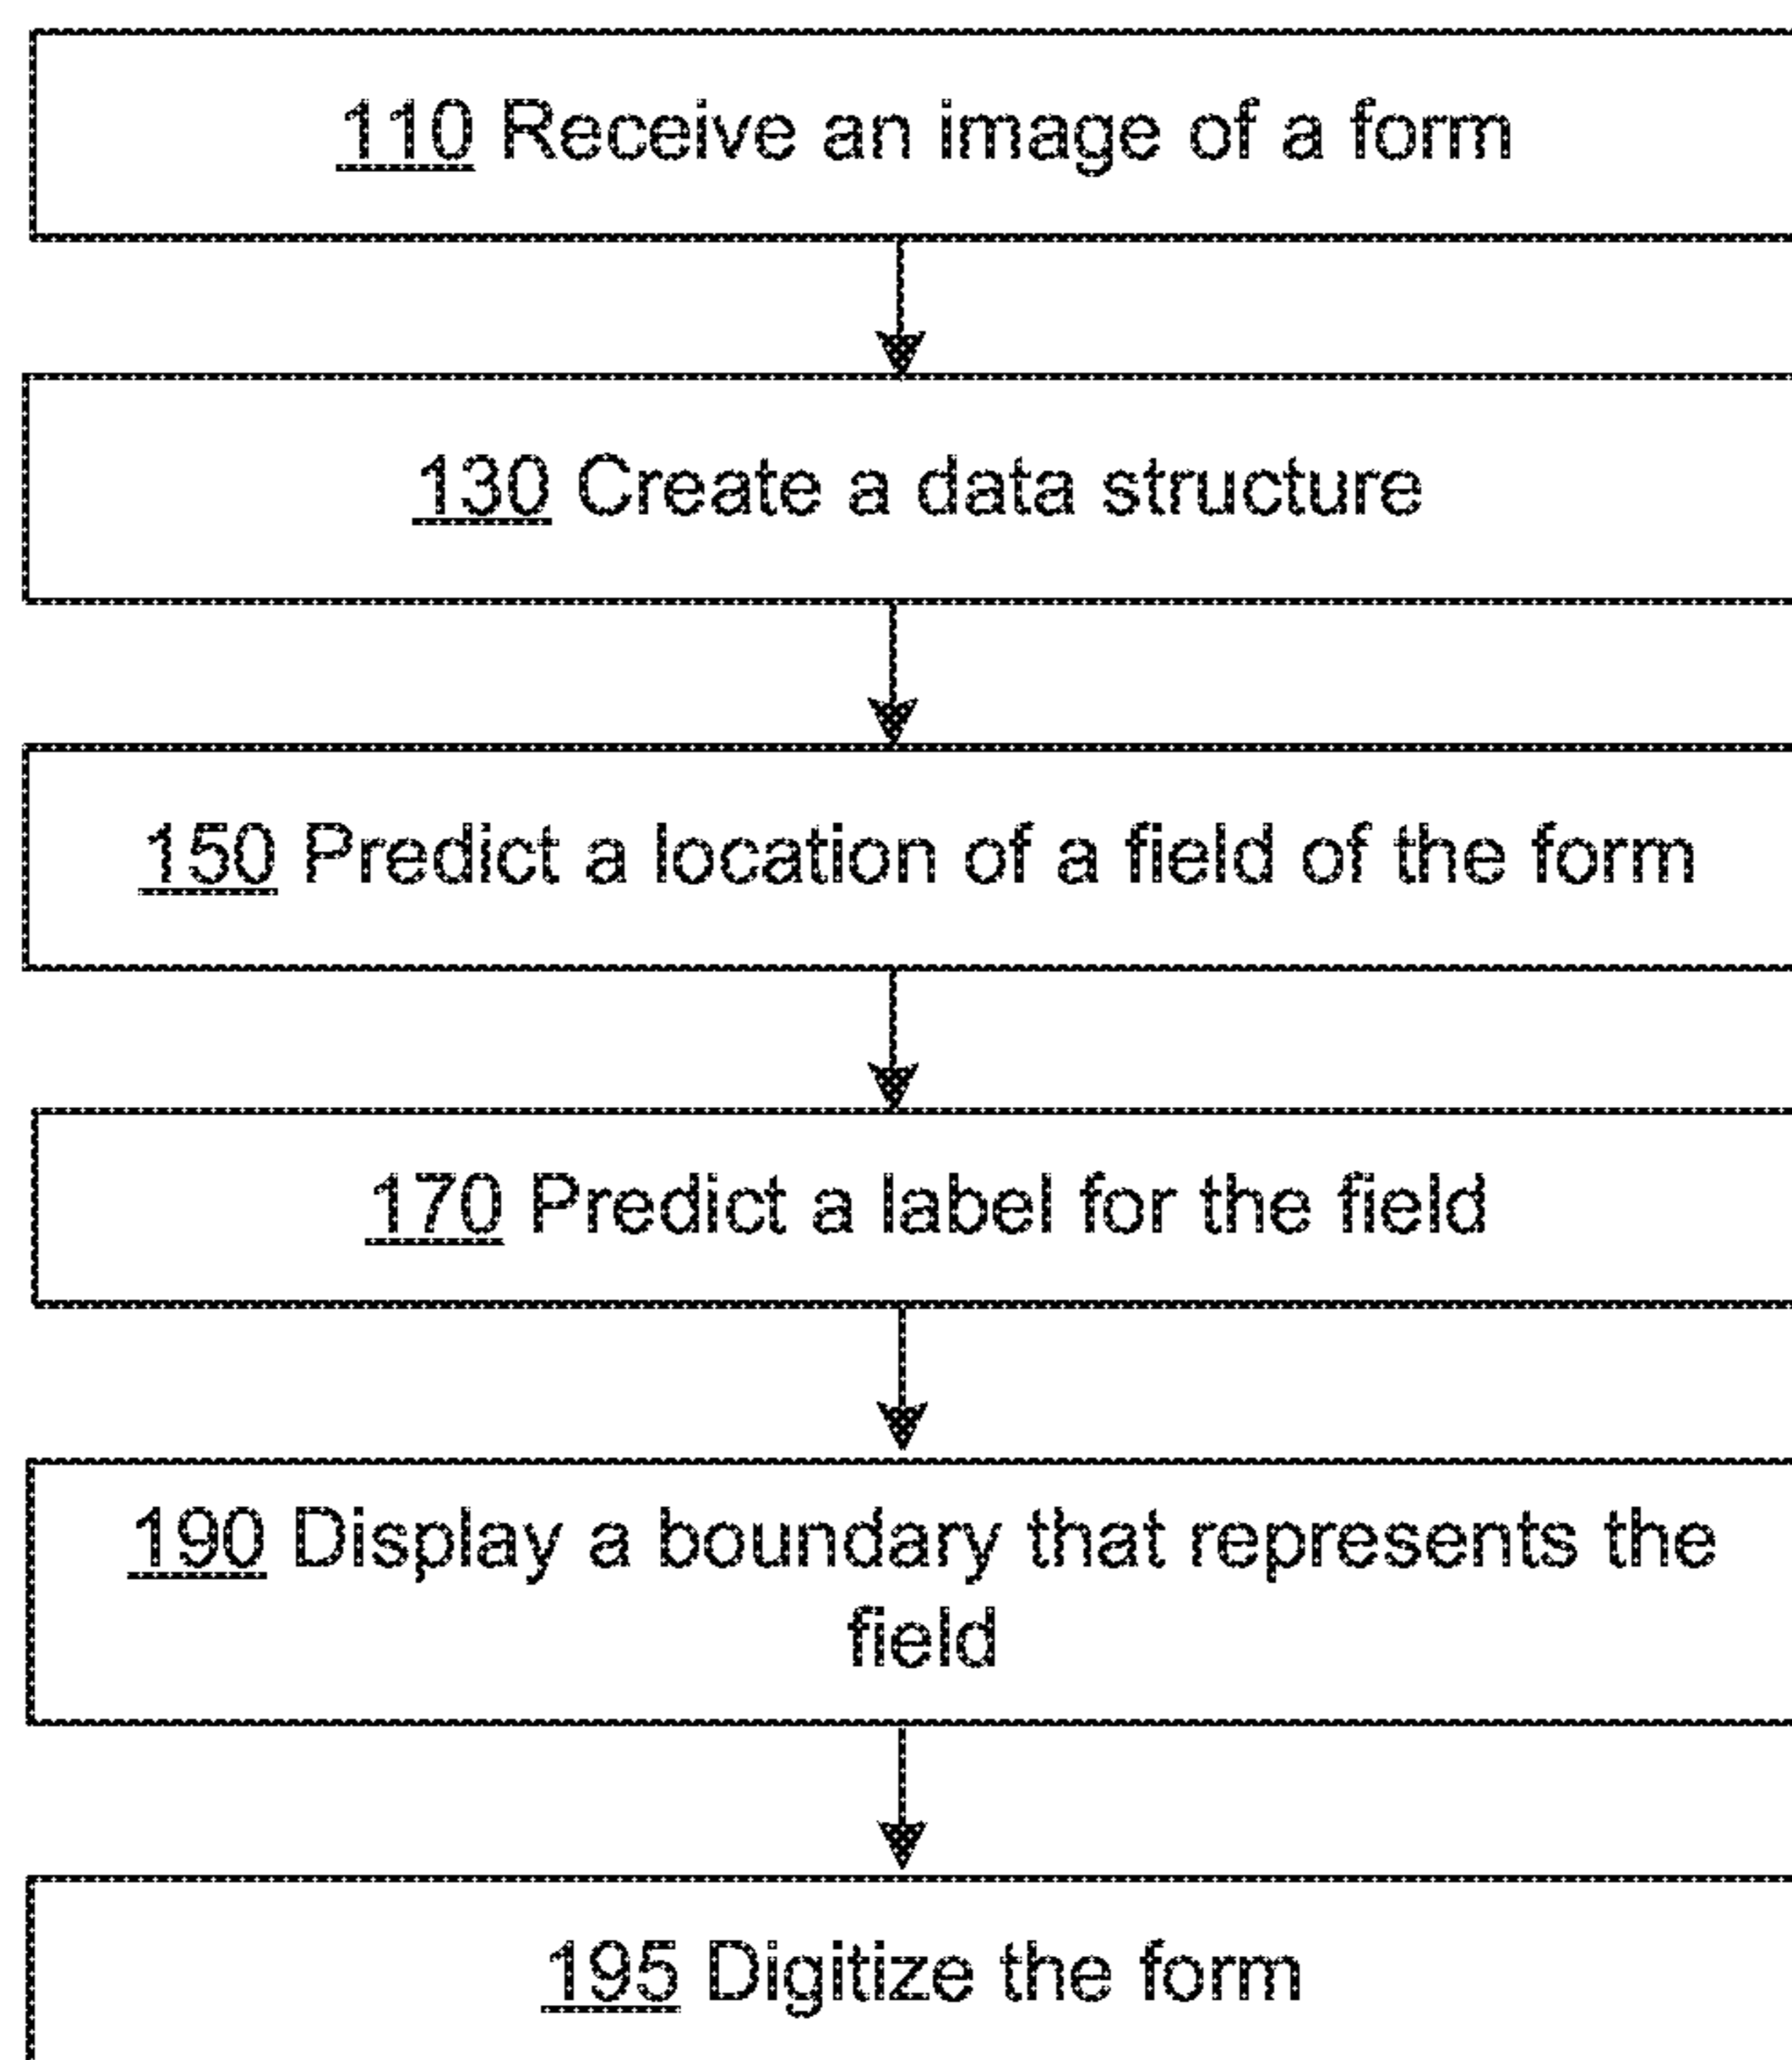 110 Receive an image of a form
130 Create a data structure
150 Predict a location of a field of the form
170 Predict a label for the field
190 Display a boundary that represents the
field
195 Digitize the form